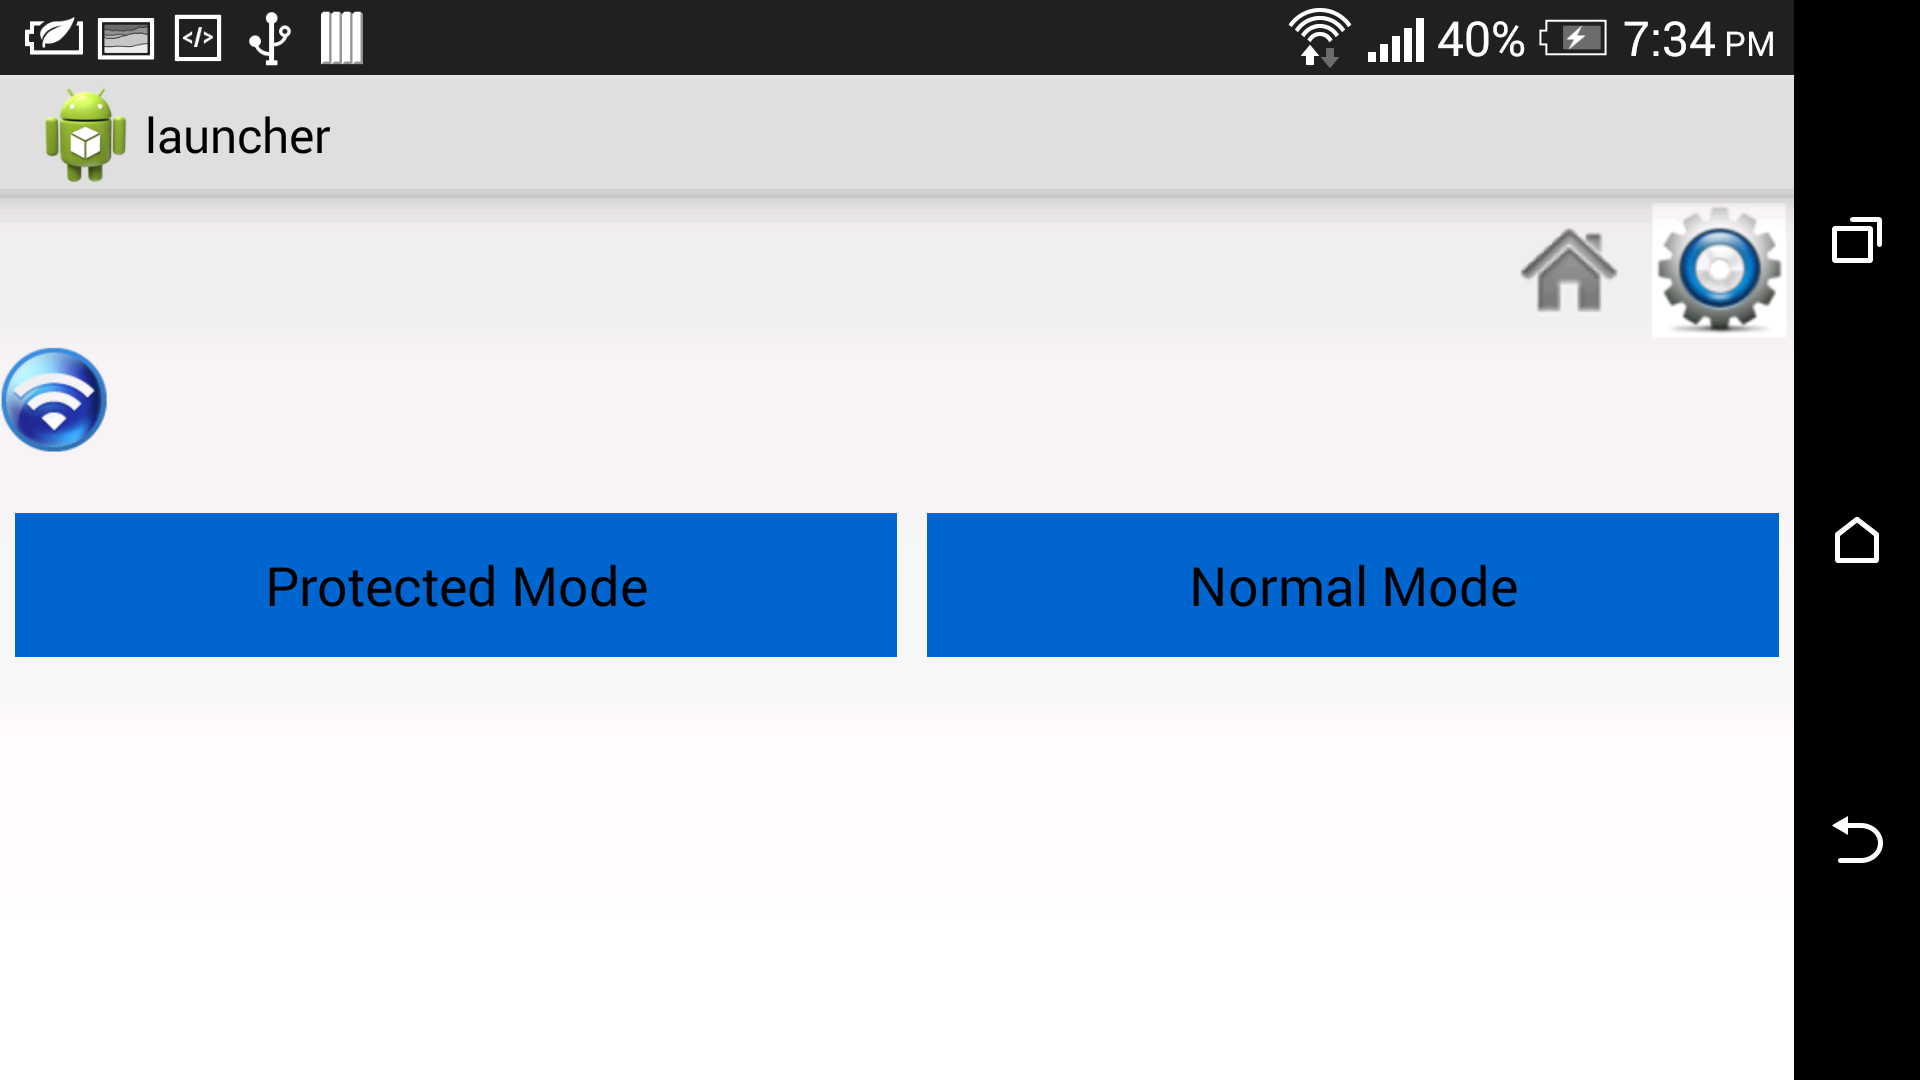 </> 40% 7:34 PM
launcher
Protected Mode
Normal Mode